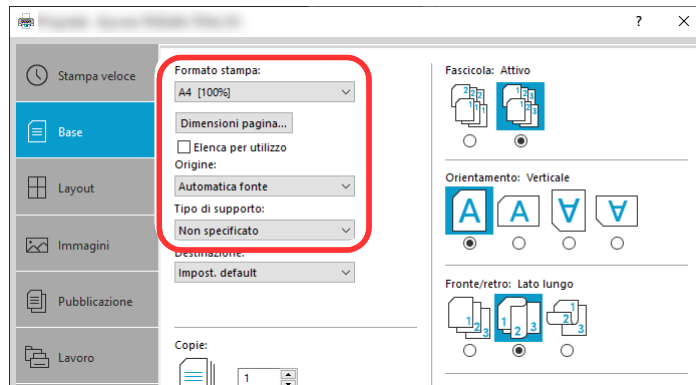 ? ×
Stampa veloce
Base
Layout
Immagini
Pubblicazione
Lavoro
Formato stampa:
A4 [100%]
Dimensioni pagina...
Elenca per utilizzo
Origine:
Automatica fonte
Tipo di supporto:
Non specificato
Destinazione:
Impost. default
Copie:
1
Fascicola: Attivo
Orientamento: Verticale
A A A A
Fronte/retro: Lato lungo